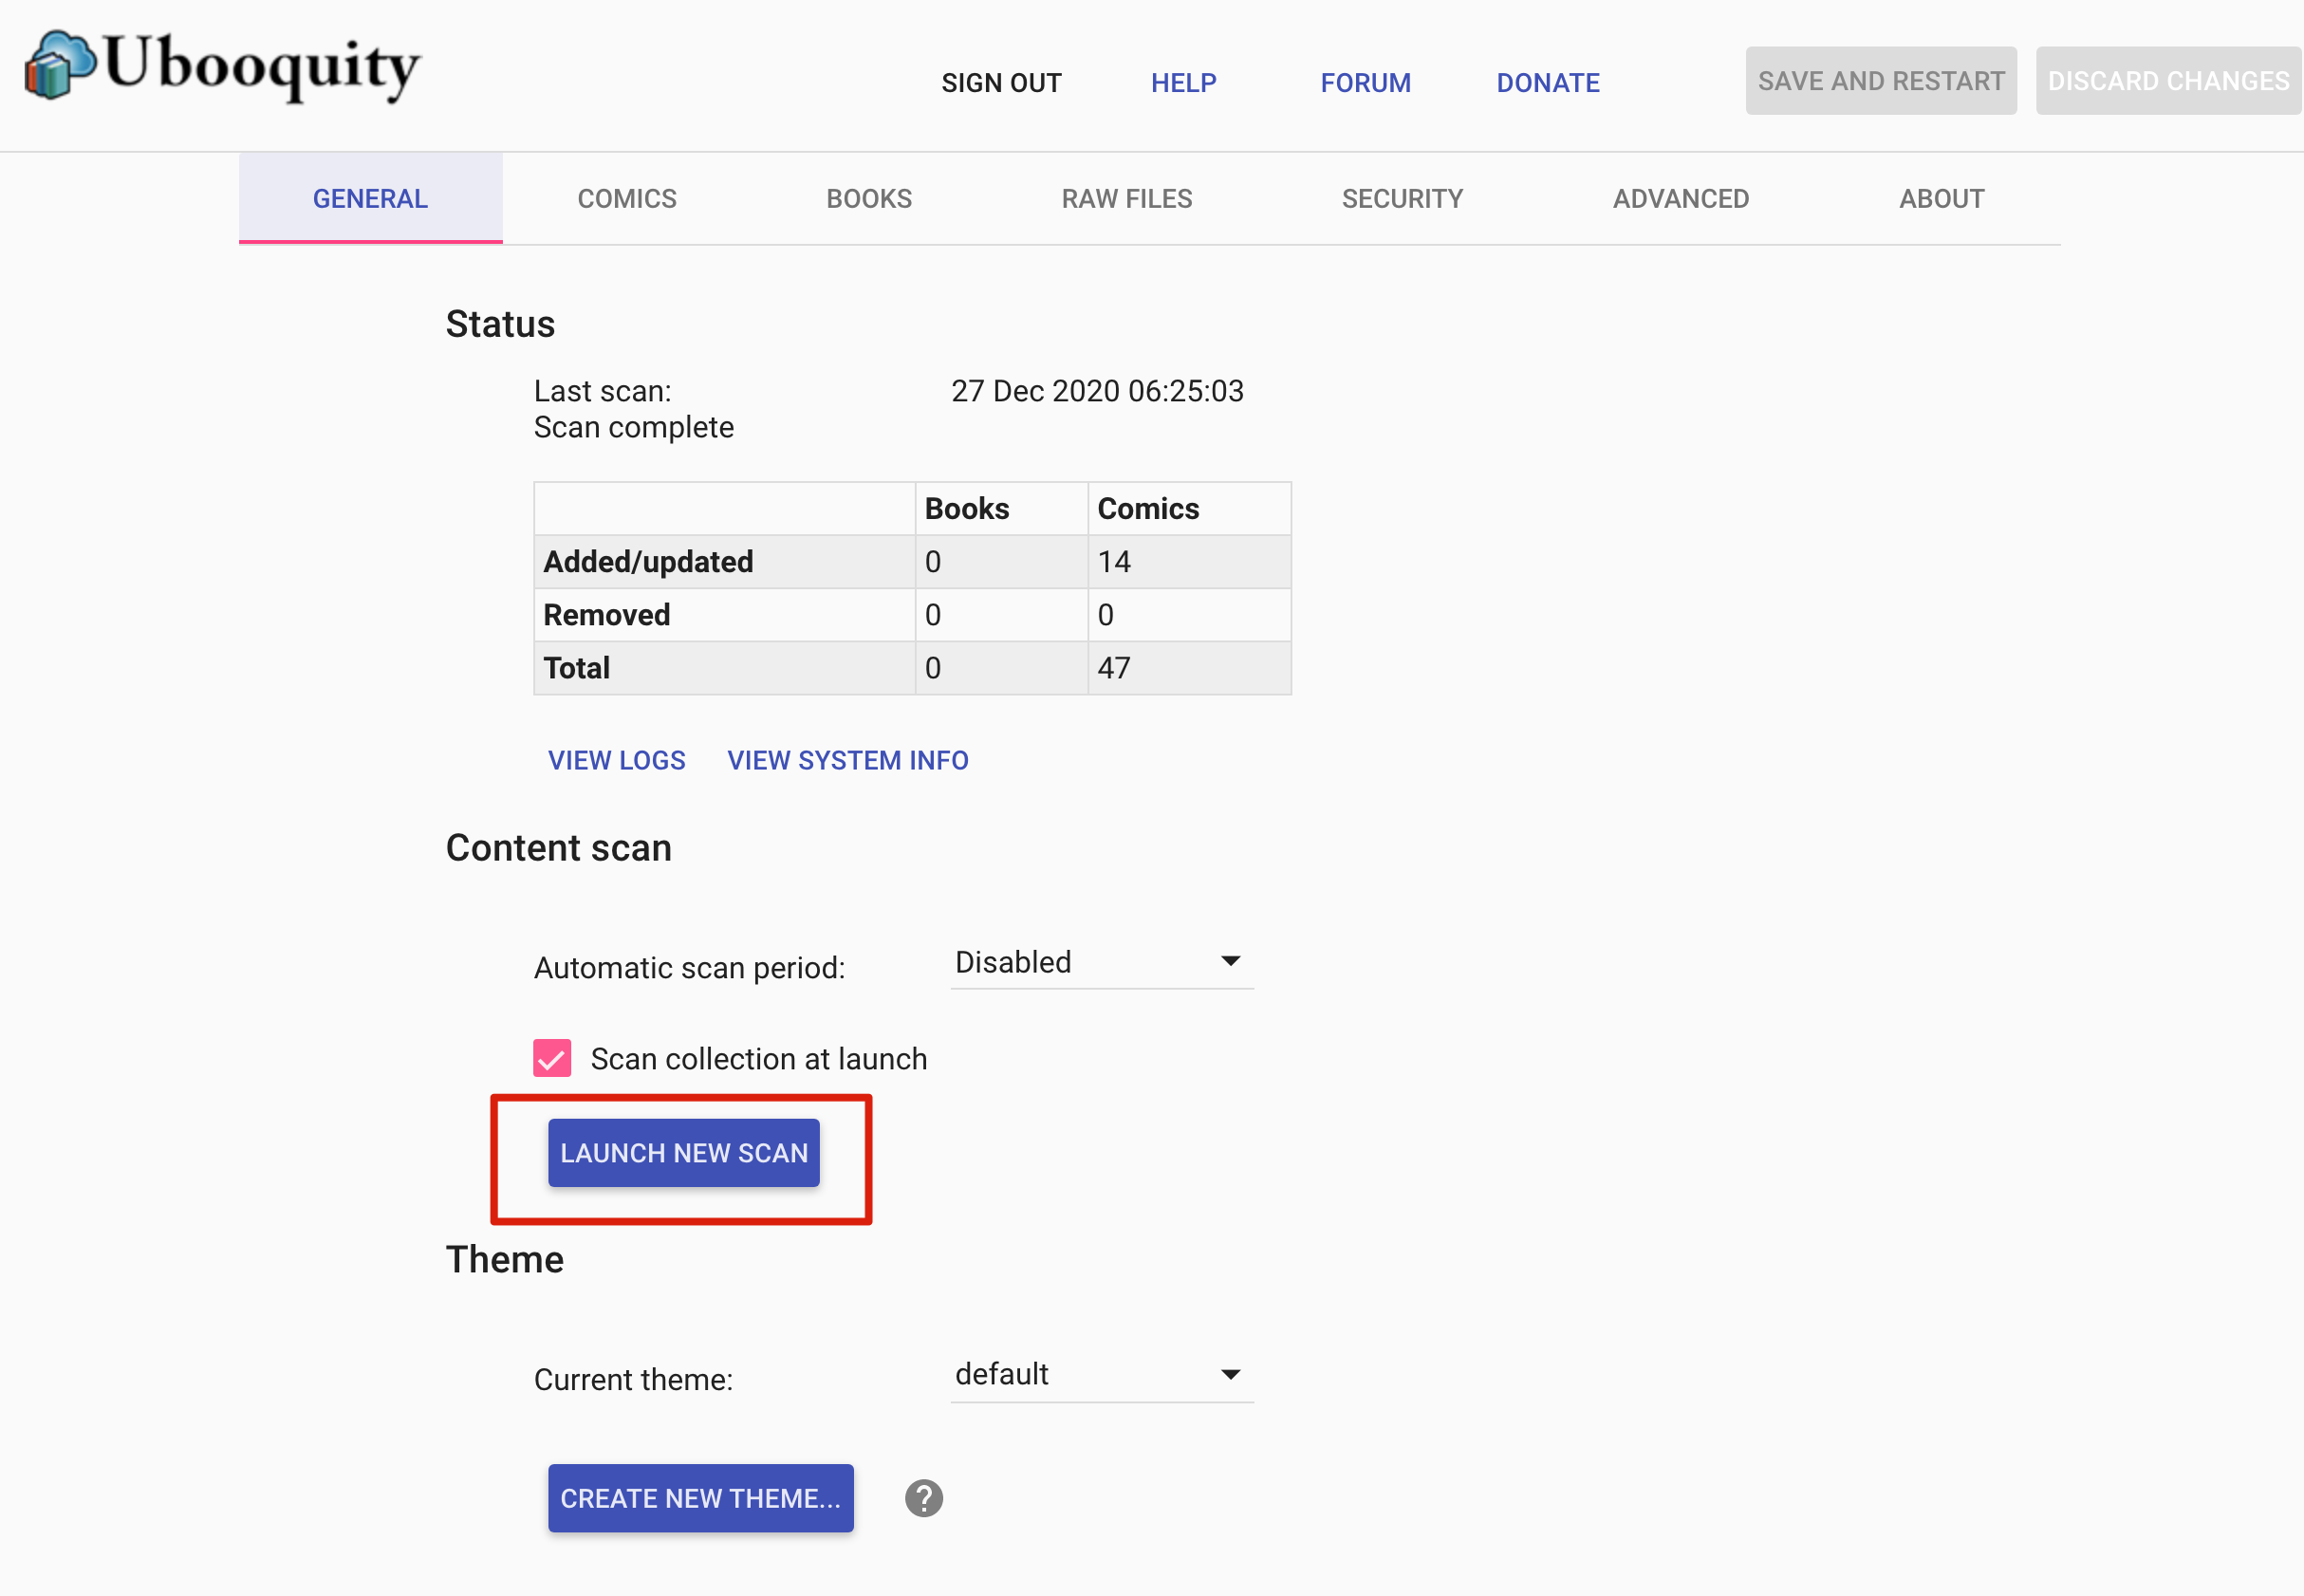 Ubooquity
SIGN OUT HELP FORUM DONATE SAVE AND RESTART DISCARD CHANGES
GENERAL COMICS BOOKS RAW FILES SECURITY ADVANCED ABOUT
Status
Last scan: 27 Dec 2020 06:25:03
Scan complete
Books Comics
Added/updated 0 14
Removed 0 0
Total 0 47
VIEW LOGS VIEW SYSTEM INFO
Content scan
Automatic scan period: Disabled
Scan collection at launch
LAUNCH NEW SCAN
Theme
Current theme: default
CREATE NEW THEME... ?